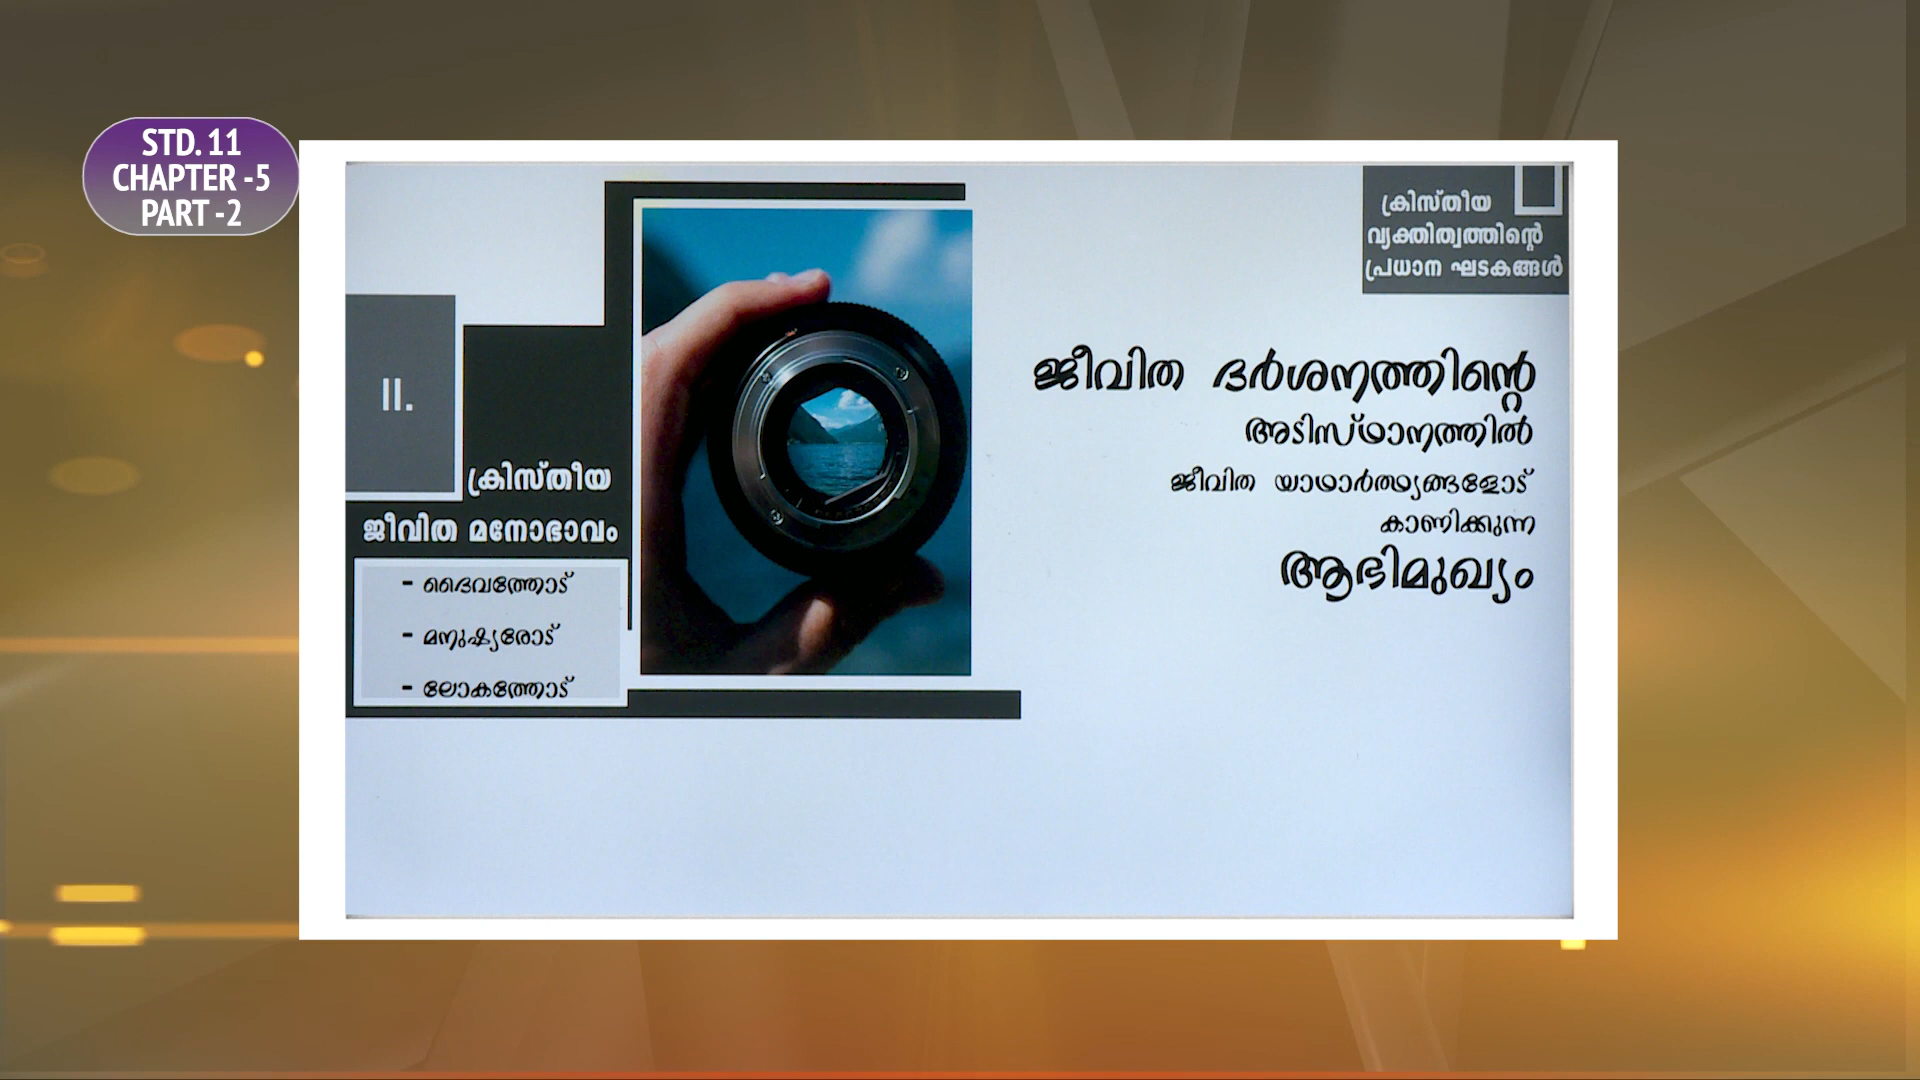 STD. 11
CHAPTER -5
PART -2
ക്രിസ്തീയ
വ്യക്തിത്വത്തിന്റെ
പ്രധാന ഘടകങ്ങൾ
II.
ക്രിസ്തീയ
ജീവിത മനോഭാവം
- ദൈവത്തോട്
- മനുഷ്യരോട്
- ലോകത്തോട്
ജീവിത ദർശനത്തിന്റെ
അടിസ്ഥാനത്തിൽ
ജീവിത യാഥാർത്ഥ്യങ്ങളോട്
കാണിക്കുന്ന
ആഭിമുഖ്യം